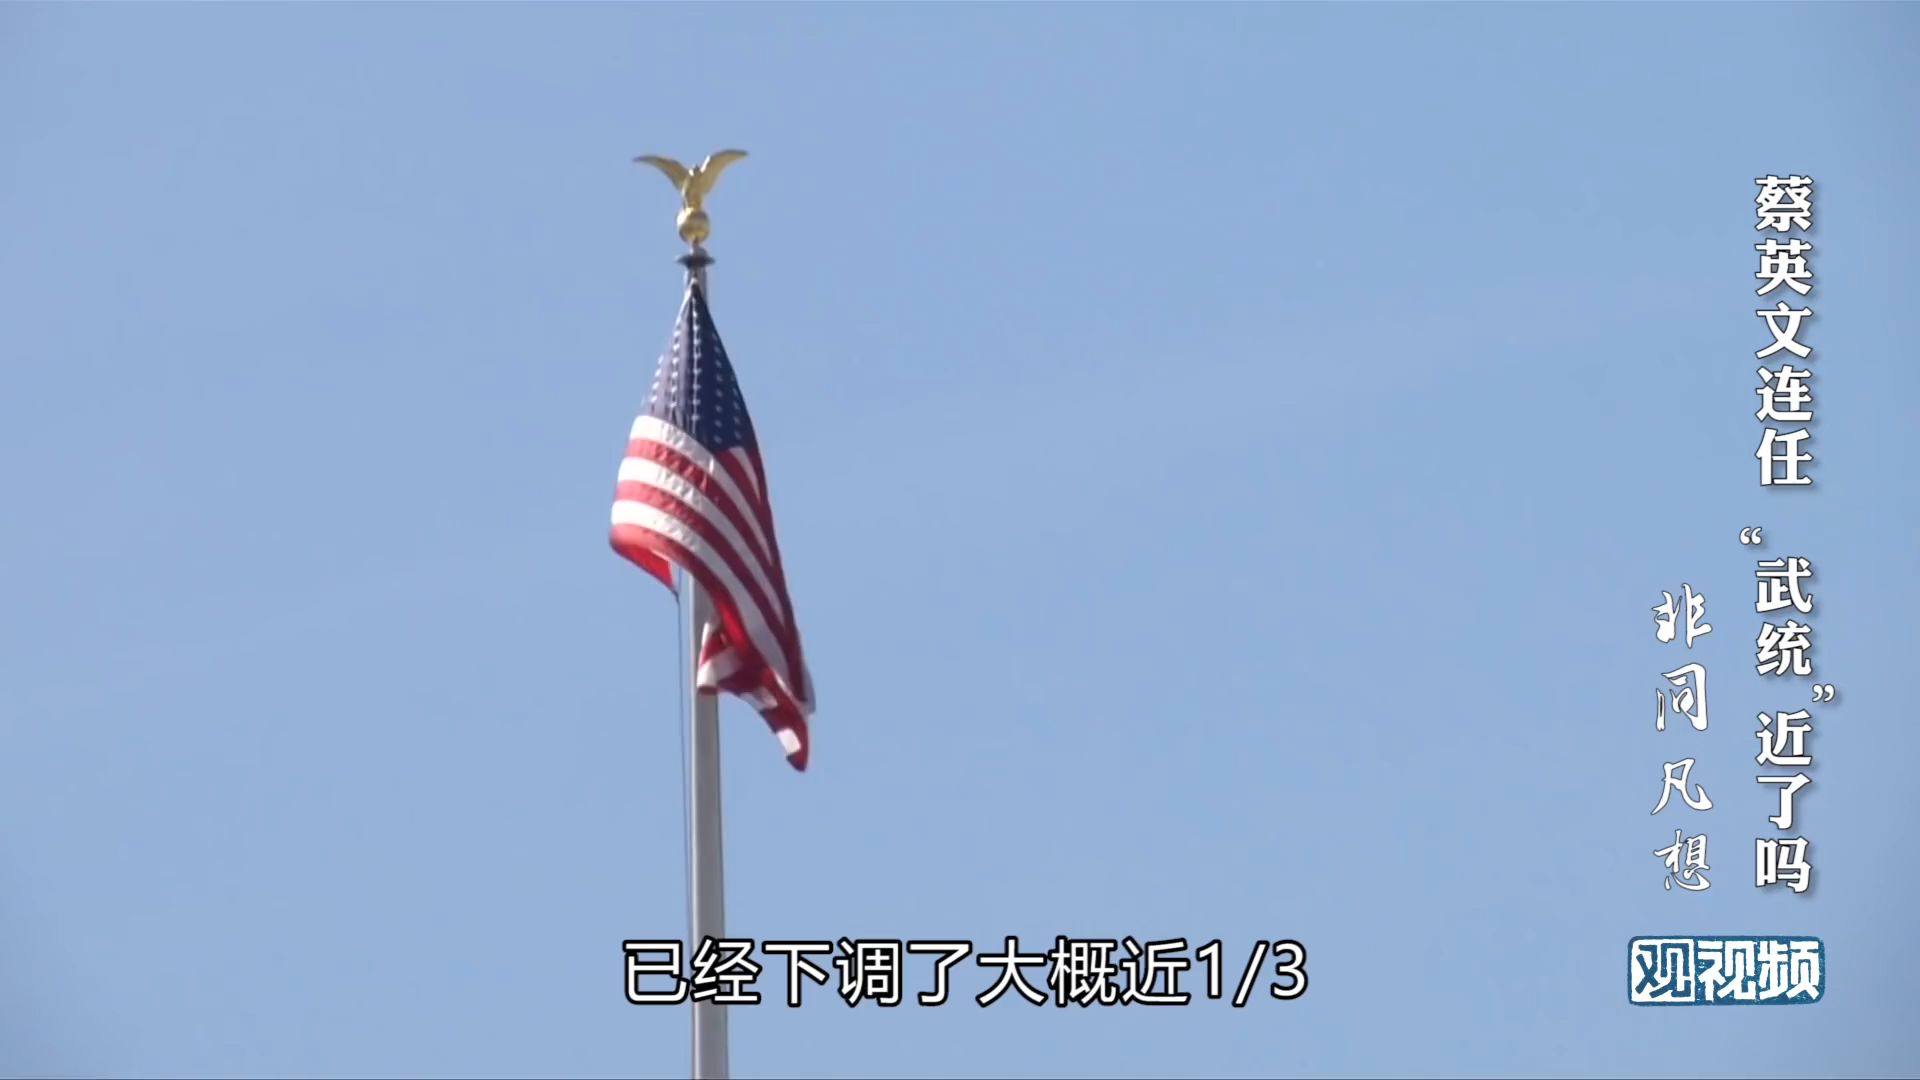 蔡英文连任“武统”近了吗
非同凡想
已经下调了大概近1/3
观视频